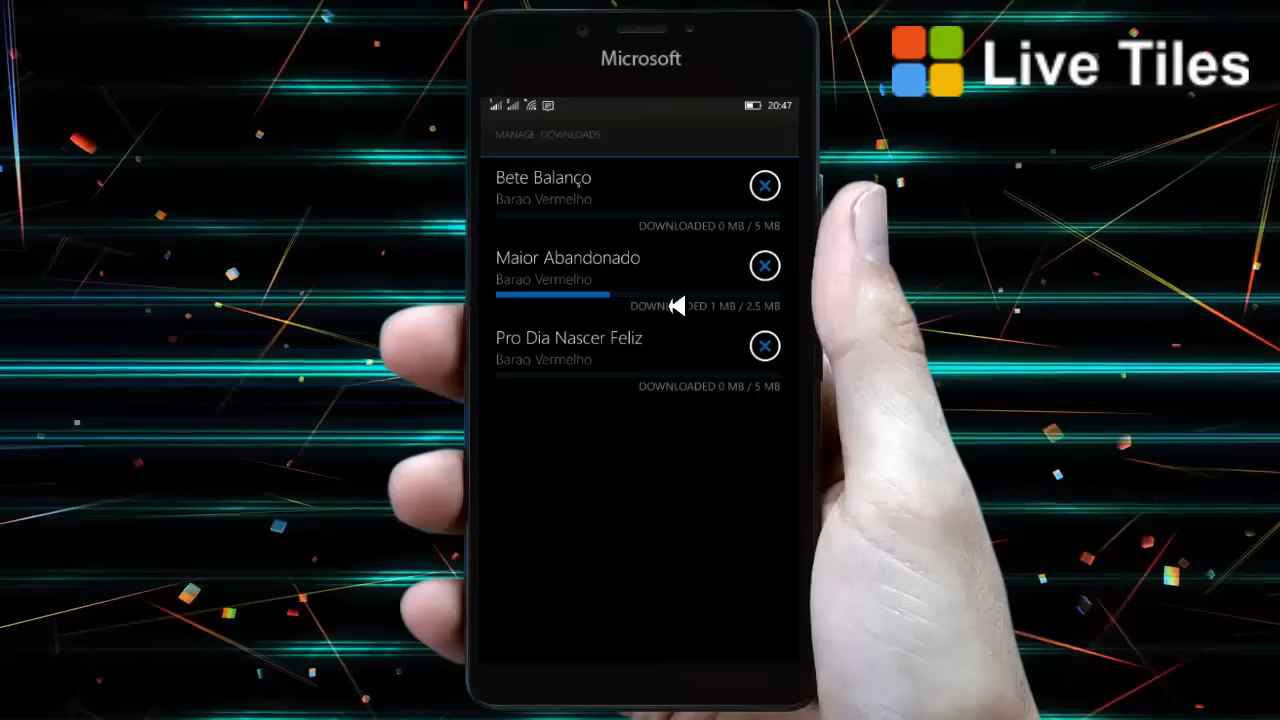 Microsoft
Live Tiles
20:47
MANAGE DOWNLOADS
Bete Balanço
Barao Vermelho
DOWNLOADED 0 MB / 5 MB
Maior Abandonado
Barao Vermelho
DOWNLOADED 1 MB / 2.5 MB
Pro Dia Nascer Feliz
Barao Vermelho
DOWNLOADED 0 MB / 5 MB